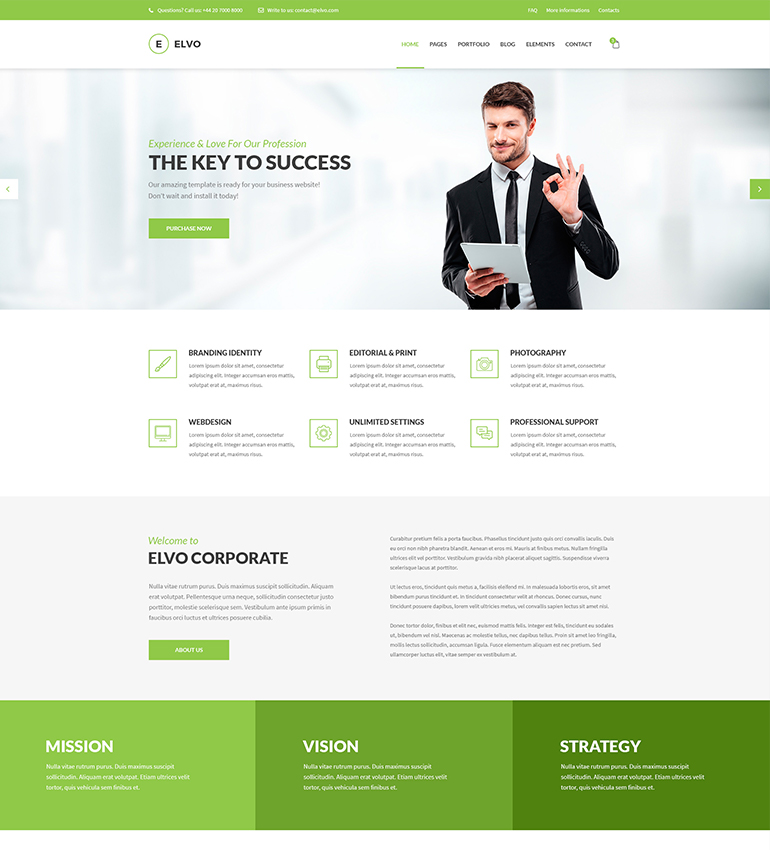 Questions? Call us: +44 20 7000 8000
Write to us: contact@elvo.com
FAQ
More Informations
Contacts
E ELVO
HOME
PAGES
PORTFOLIO
BLOG
ELEMENTS
CONTACT
Experience & Love For Our Profession
THE KEY TO SUCCESS
Our amazing template is ready for your business website!
Don't wait and install it today!
PURCHASE NOW
BRANDING IDENTITY
Lorem ipsum dolor sit amet, consectetur
adipiscing elit. Integer accumsan eros mattis,
volutpat erat at, maximus risus.
EDITORIAL & PRINT
Lorem ipsum dolor sit amet, consectetur
adipiscing elit. Integer accumsan eros mattis,
volutpat erat at, maximus risus.
PHOTOGRAPHY
Lorem ipsum dolor sit amet, consectetur
adipiscing elit. Integer accumsan eros mattis,
volutpat erat at, maximus risus.
WEBDESIGN
Lorem ipsum dolor sit amet, consectetur
adipiscing elit. Integer accumsan eros mattis,
volutpat erat at, maximus risus.
UNLIMITED SETTINGS
Lorem ipsum dolor sit amet, consectetur
adipiscing elit. Integer accumsan eros mattis,
volutpat erat at, maximus risus.
PROFESSIONAL SUPPORT
Lorem ipsum dolor sit amet, consectetur
adipiscing elit. Integer accumsan eros mattis,
volutpat erat at, maximus risus.
Welcome to
ELVO CORPORATE
Nulla vitae rutrum purus. Duis maximus suscipit sollicitudin. Aliquam
erat volutpat. Pellentesque urna neque, sollicitudin consectetur justo
porttitor, molestie scelerisque sem. Vestibulum ante ipsum primis in
faucibus orci luctus et ultrices posuere cubilia.
ABOUT US
Curabitur pretium felis a porta faucibus. Phasellus tincidunt justo quis orci convallis iaculis. Duis
eu orci non nibh pharetra blandit. Aenean et eros mi. Mauris at finibus metus. Nullam fringilla
ultrices elit vel porttitor. Vestibulum gravida nibh placerat aliquet sagittis. Suspendisse viverra
scelerisque lacus at porttitor.
Ut lectus eros, tincidunt quis metus a, facilisis eleifend mi. In malesuada lobortis eros, sit amet
bibendum purus tincidunt et. In tincidunt consectetur velit at rhoncus. Donec cursus, nunc
tincidunt posuere dapibus, lorem velit ultricies metus, vel convallis sapien lectus sit amet nisi.
Donec tortor dolor, finibus et elit nec, euismod mattis felis. Integer est felis, tincidunt eu sodales
ut, bibendum vel nisl. Maecenas ac molestie tellus, nec dapibus tellus. Proin sit amet leo fringilla,
mollis lectus sollicitudin, accumsan ligula. Fusce elementum aliquam est nec pretium. Sed
ullamcorper luctus elit, vitae semper ex vestibulum at.
MISSION
Nulla vitae rutrum purus. Duis maximus suscipit
sollicitudin. Aliquam erat volutpat. Etiam ultrices velit
tortor, quis vehicula sem finibus et.
VISION
Nulla vitae rutrum purus. Duis maximus suscipit
sollicitudin. Aliquam erat volutpat. Etiam ultrices velit
tortor, quis vehicula sem finibus et.
STRATEGY
Nulla vitae rutrum purus. Duis maximus suscipit
sollicitudin. Aliquam erat volutpat. Etiam ultrices velit
tortor, quis vehicula sem finibus et.